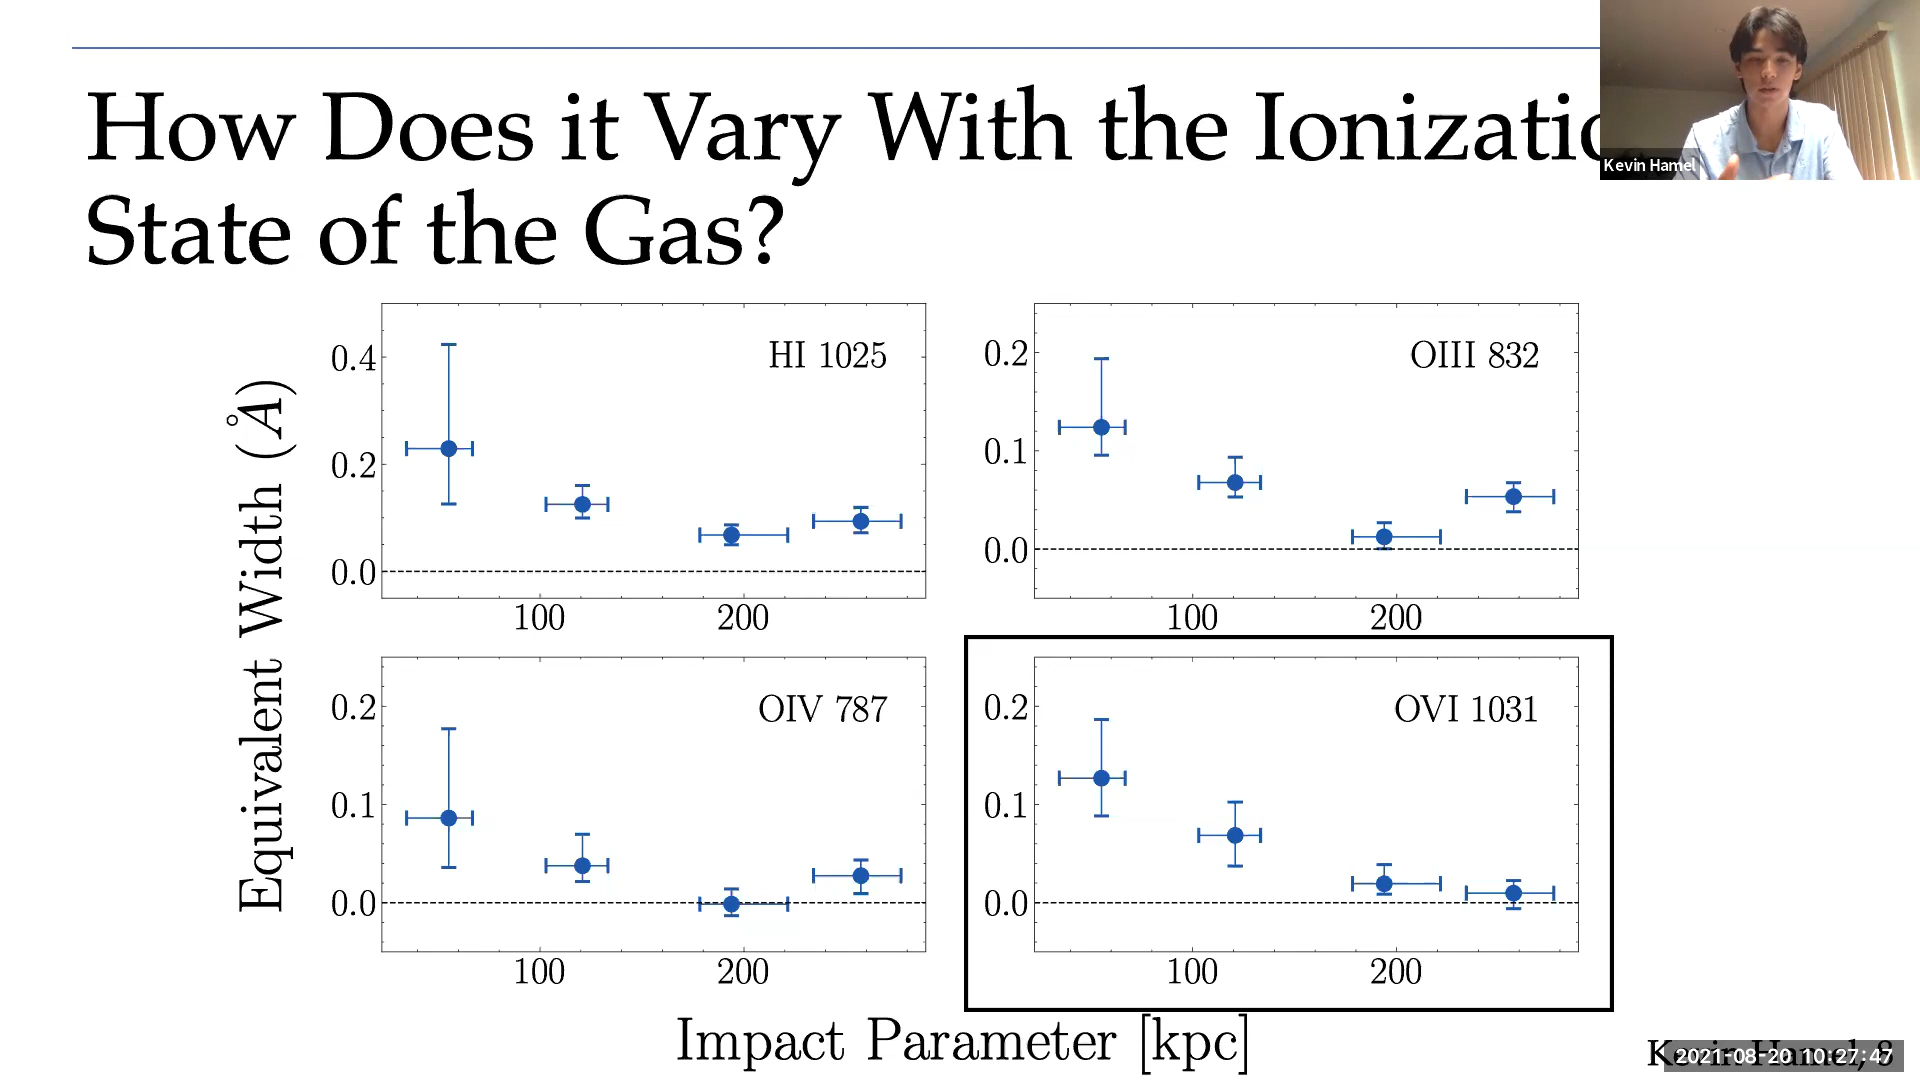 How Does it Vary With the Ionizatio
State of the Gas?
Kevin Hamel
Equivalent Width (Å)
HI 1025
0.4
0.2
0.0
100 200
OIII 832
0.2
0.1
0.0
100 200
OIV 787
0.2
0.1
0.0
100 200
OVI 1031
0.2
0.1
0.0
100 200
Impact Parameter [kpc]
Kevin Hamel, 8
2021-08-20 10:27:47